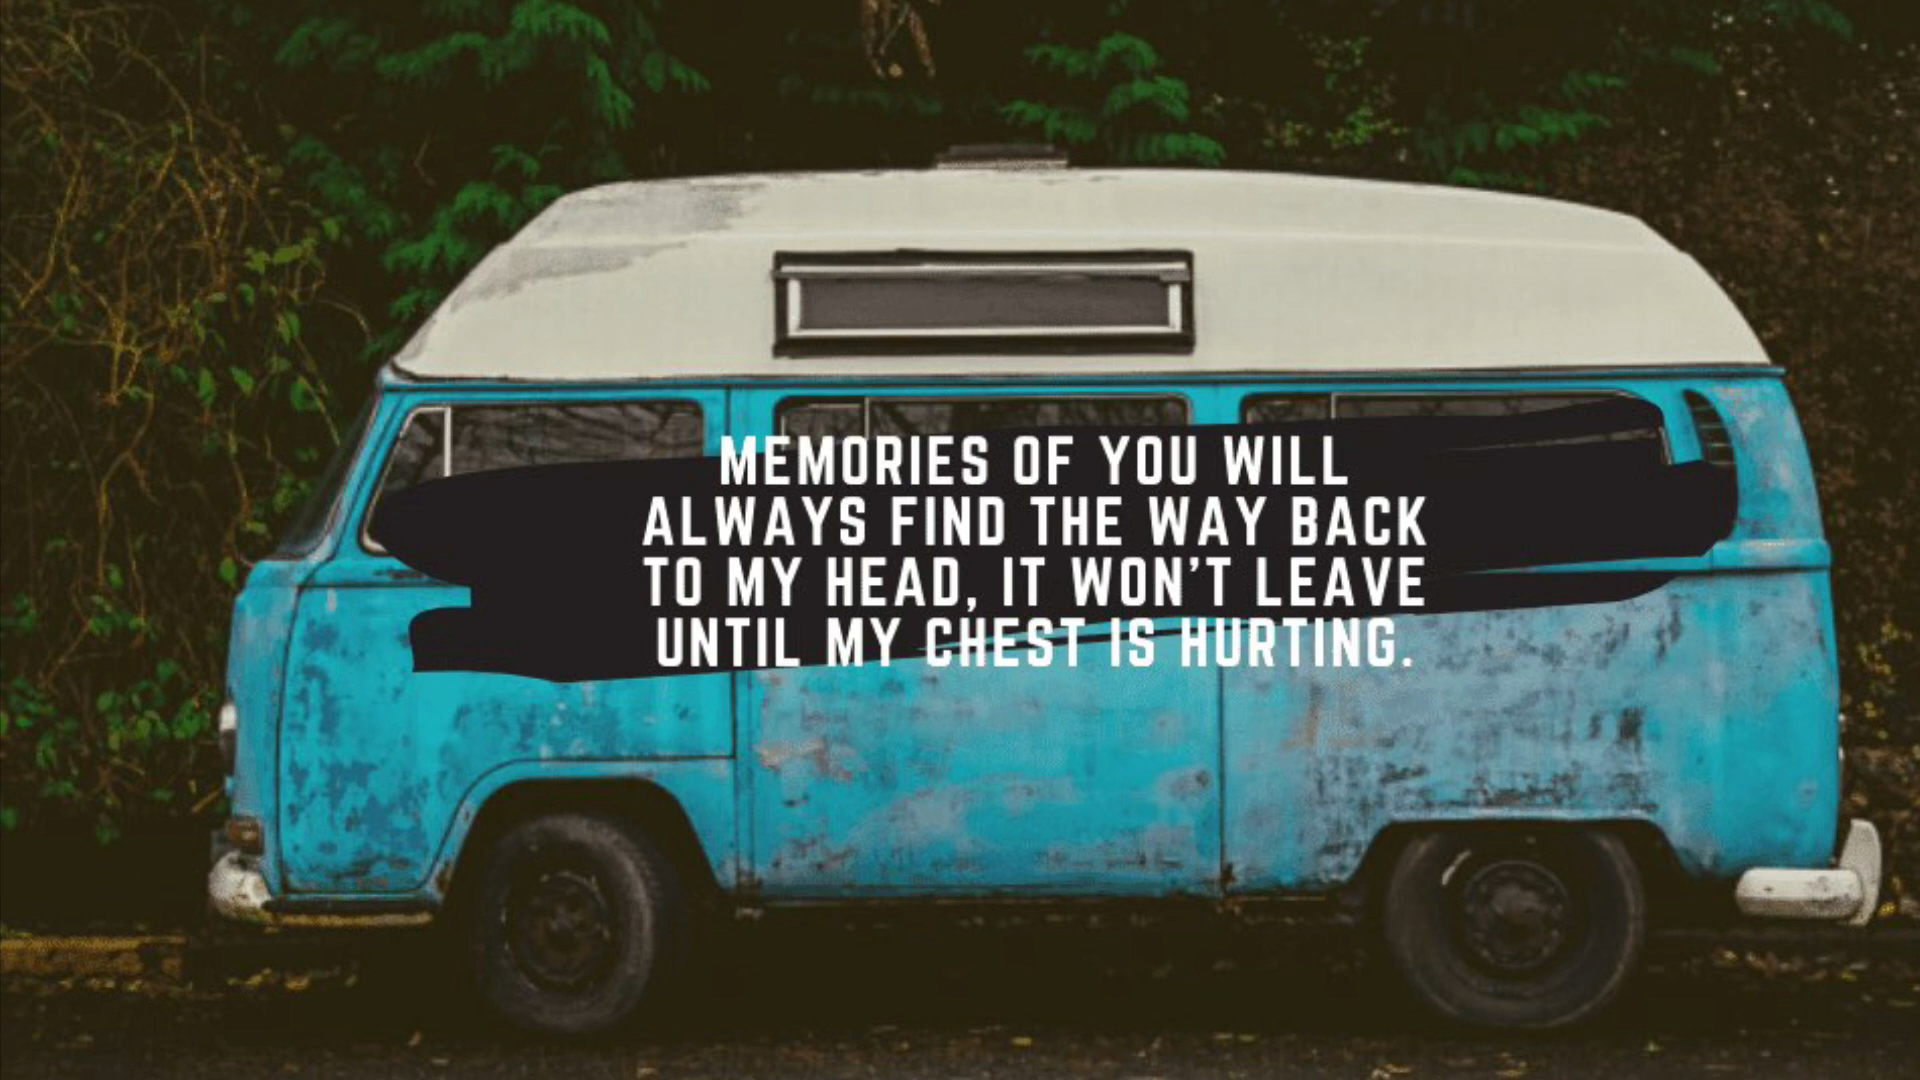 MEMORIES OF YOU WILL
ALWAYS FIND THE WAY BACK
TO MY HEAD, IT WON'T LEAVE
UNTIL MY CHEST IS HURTING.